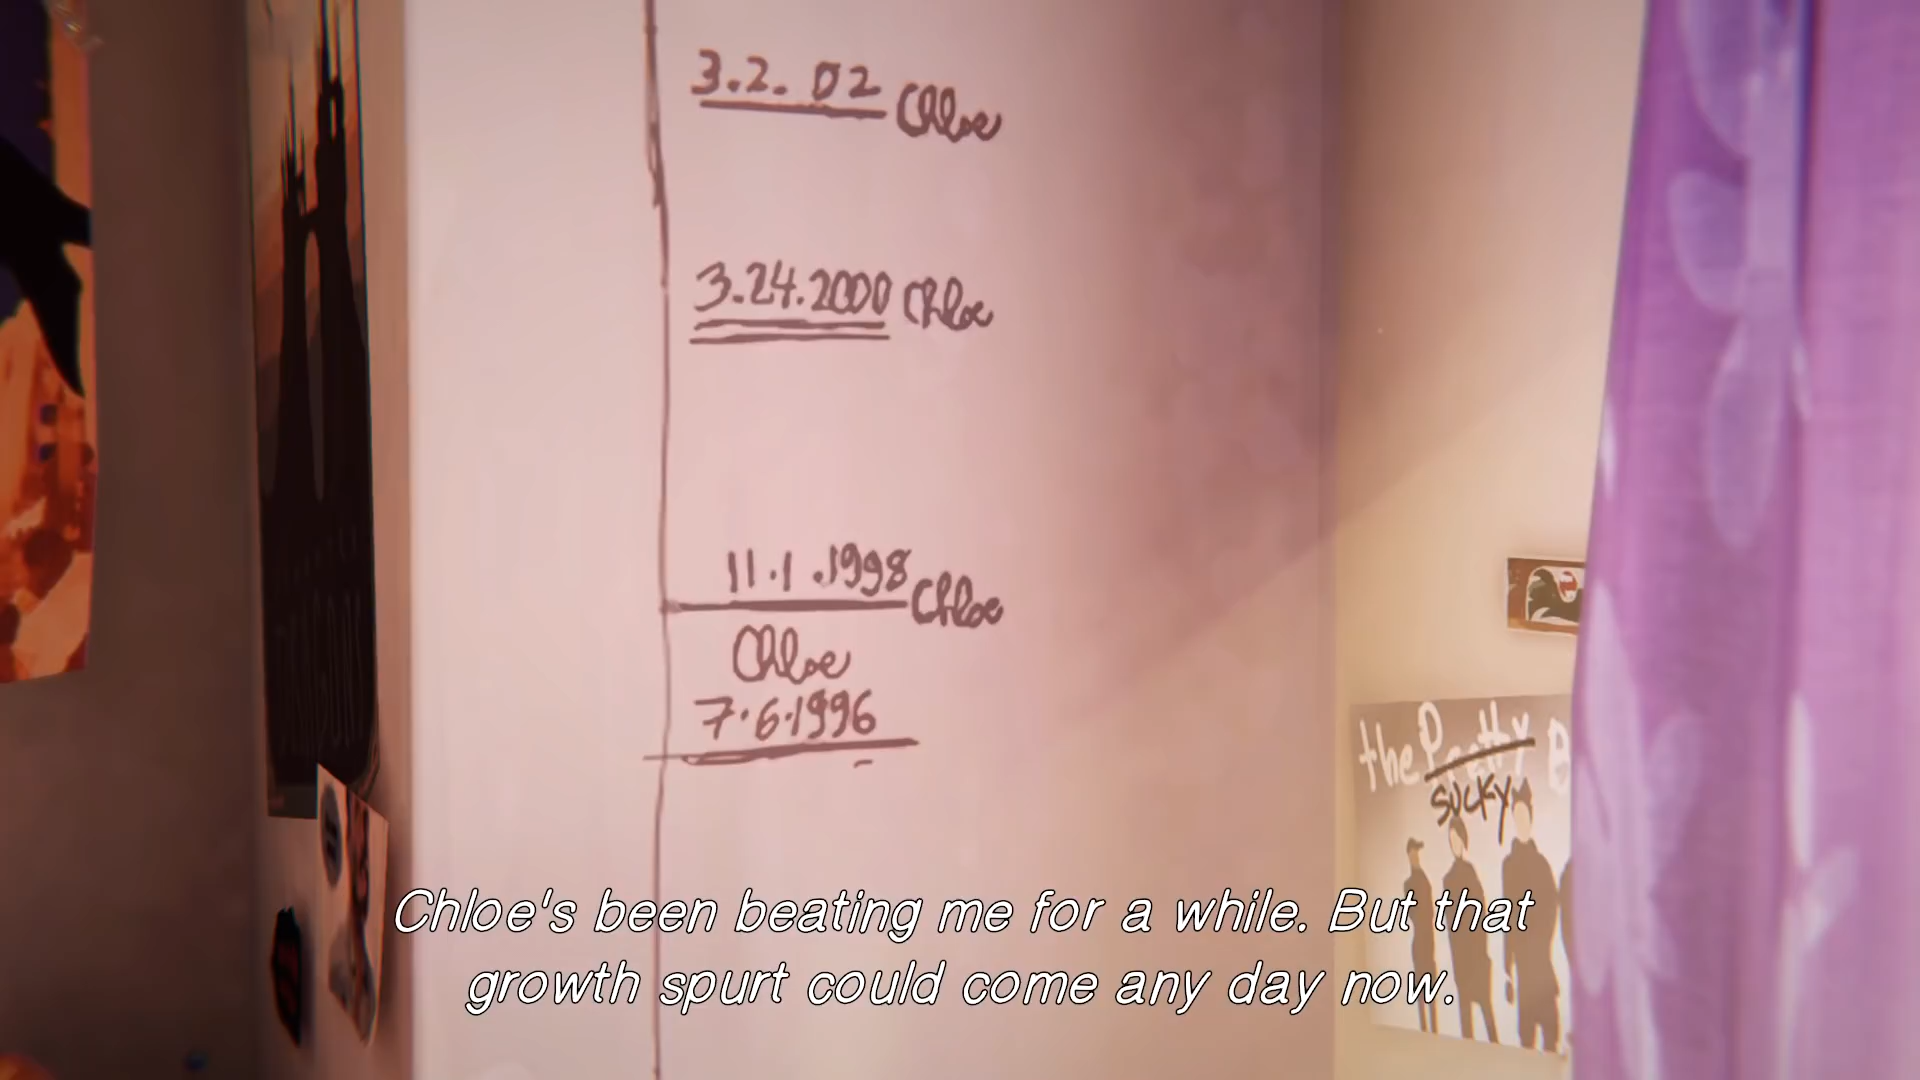 3.2. 02 Chloe
3.24.2000 Chloe
11.1.1998 Chloe
Chloe
7.6.1996
the Pretty B
SUCKY
Chloe's been beating me for a while. But that
growth spurt could come any day now.